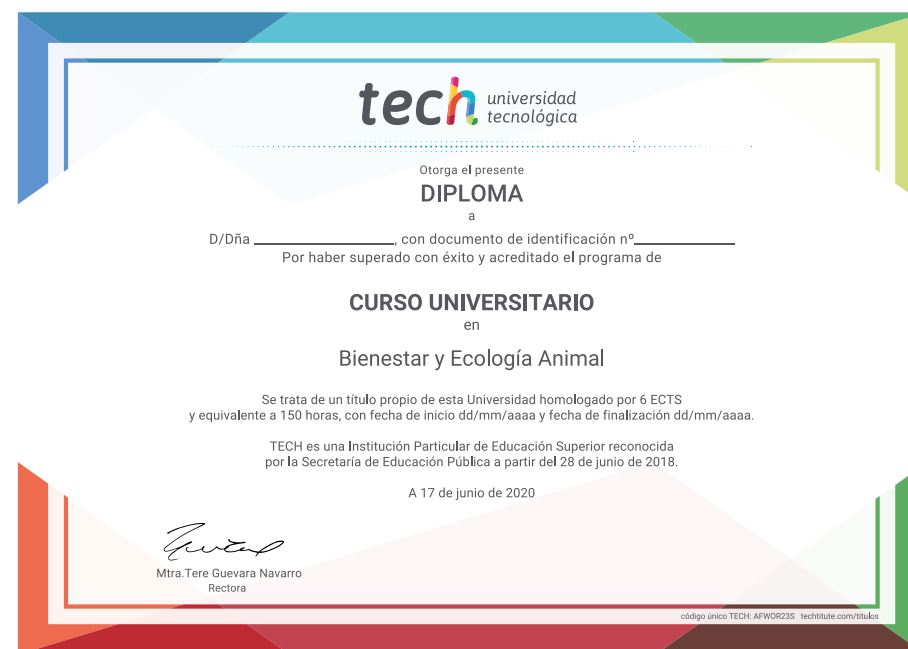 tech universidad
tecnológica
Otorga el presente
DIPLOMA
a
D/Dña ____________, con documento de identificación nº____________
Por haber superado con éxito y acreditado el programa de
CURSO UNIVERSITARIO
en
Bienestar y Ecología Animal
Se trata de un título propio de esta Universidad homologado por 6 ECTS
y equivalente a 150 horas, con fecha de inicio dd/mm/aaaa y fecha de finalización dd/mm/aaaa.
TECH es una Institución Particular de Educación Superior reconocida
por la Secretaría de Educación Pública a partir del 28 de junio de 2018.
A 17 de junio de 2020
Mtra.Tere Guevara Navarro
Rectora
código único TECH: AFWOR23S techtitute.com/titulos